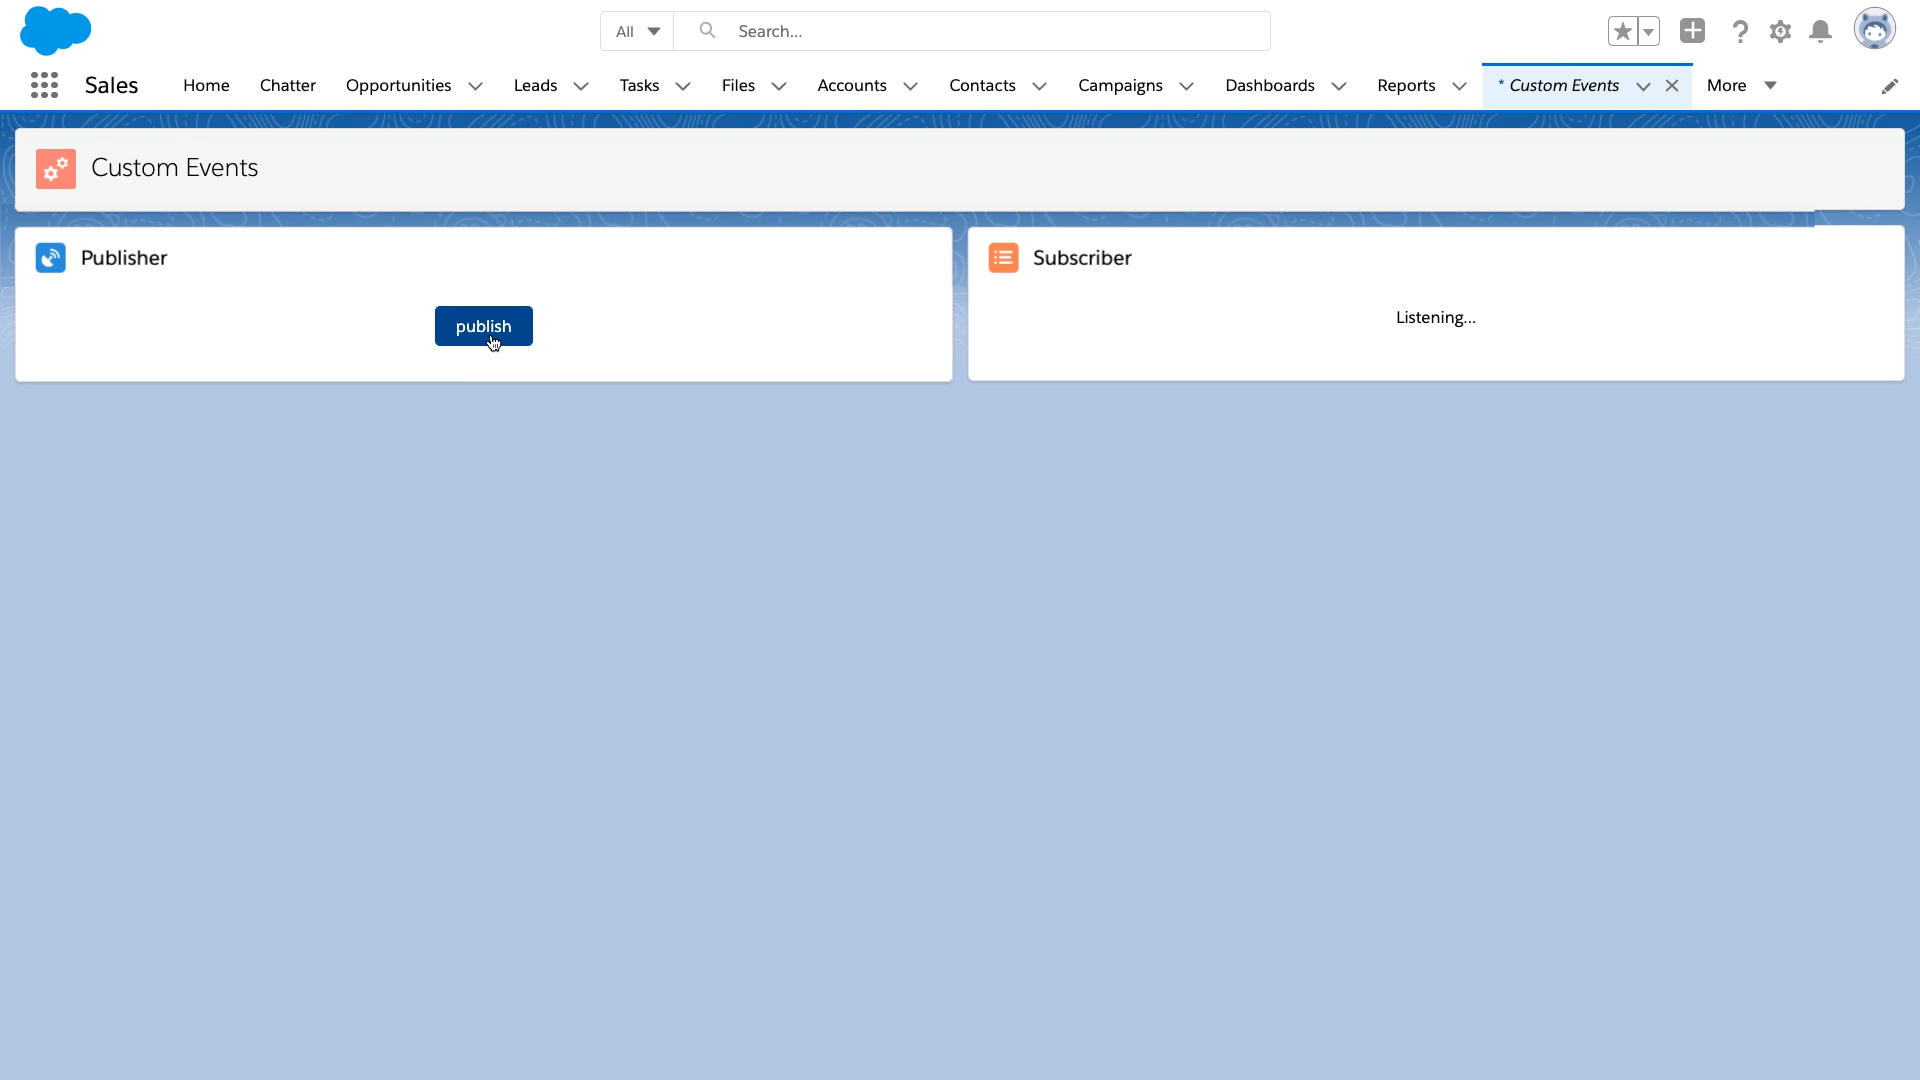 All
Search...
Sales Home Chatter Opportunities Leads Tasks Files Accounts Contacts Campaigns Dashboards Reports * Custom Events More
Custom Events
Publisher
publish
Subscriber
Listening...